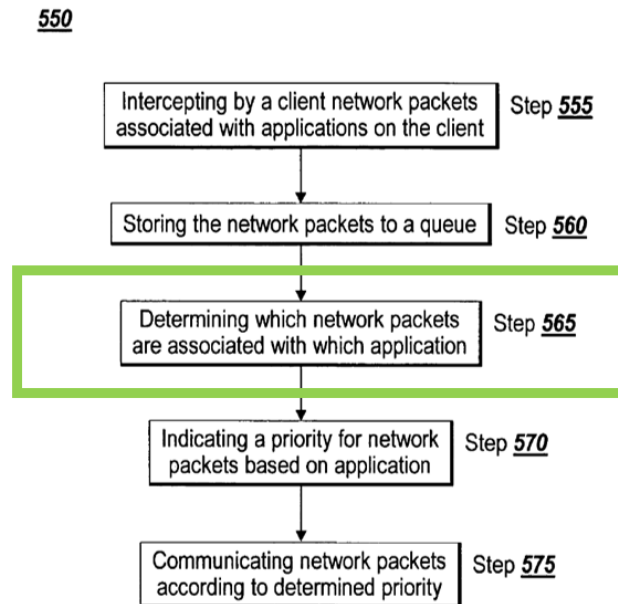 550
Intercepting by a client network packets
associated with applications on the client
Step 555
Storing the network packets to a queue
Step 560
Determining which network packets
are associated with which application
Step 565
Indicating a priority for network
packets based on application
Step 570
Communicating network packets
according to determined priority
Step 575